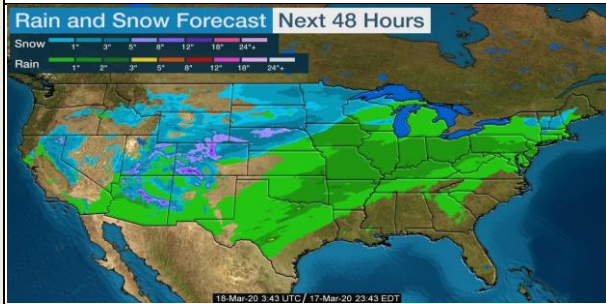 Rain and Snow Forecast Next 48 Hours
Snow
1" 3" 5" 8" 12" 18" 24"+
Rain
1" 2" 3" 5" 8" 12" 18" 24"+
18-Mar-20 3:43 UTC / 17-Mar-20 23:43 EDT